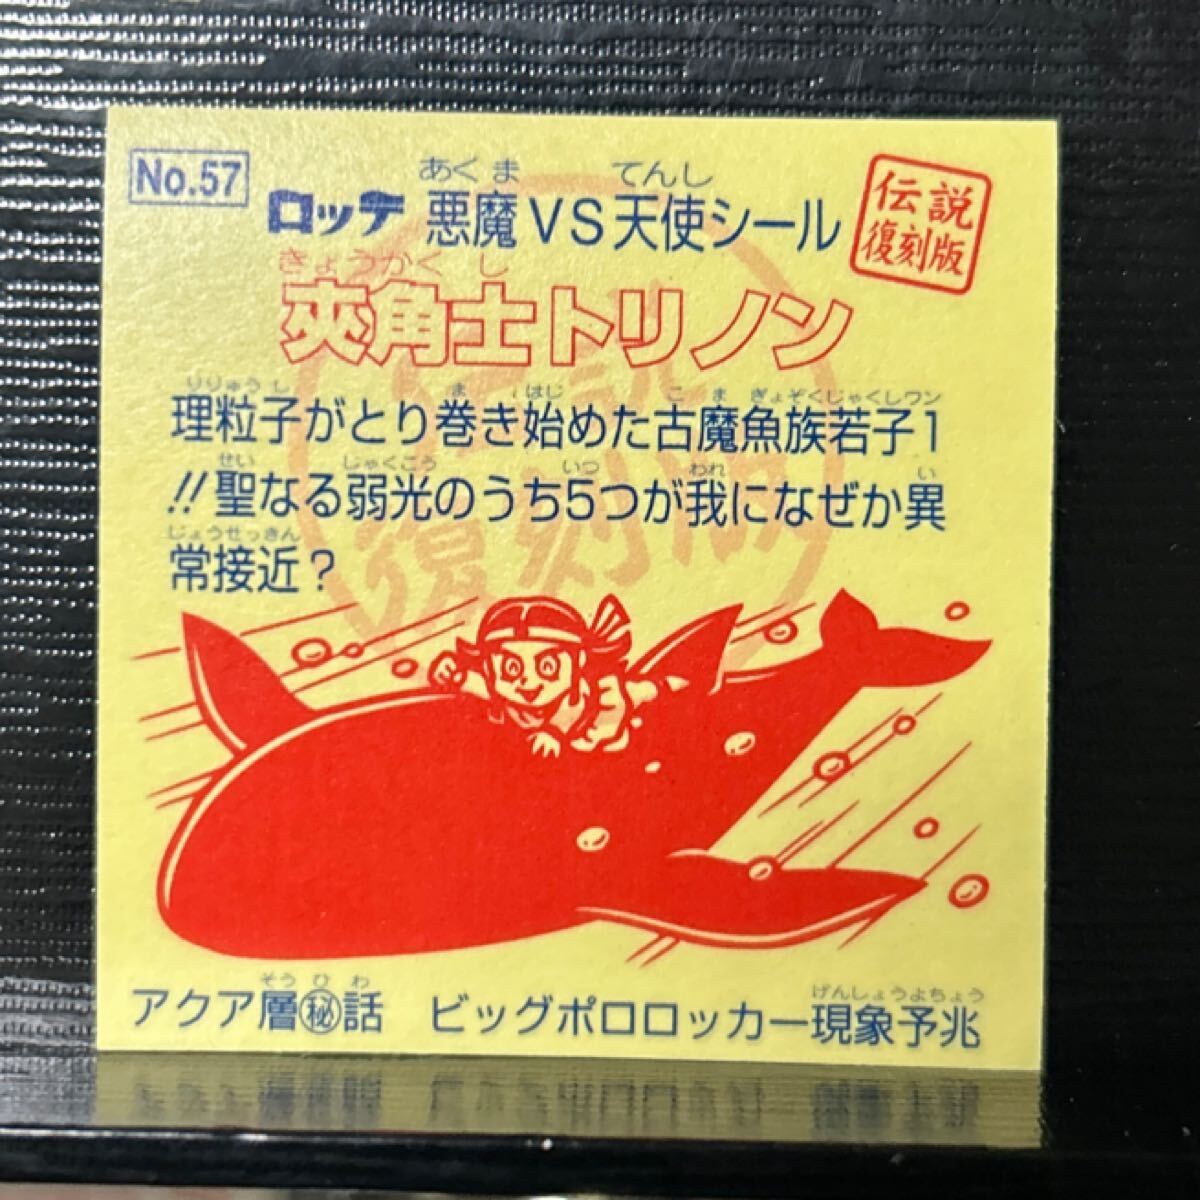 No.57
あくま てんし
ロッテ 悪魔VS天使シール
伝説
復刻版
きょうかくし
夾角士トリノン
りりゅうし ま はじ こ ま ぎょぞくじゃくしワン
理粒子がとり巻き始めた古魔魚族若子1
せい じゃくこう いつ われ い
!!聖なる弱光のうち5つが我になぜか異
じょうせっきん
常接近?
そう ひ わ げんしょうよちょう
アクア層㊙話 ビッグポロロッカー現象予兆